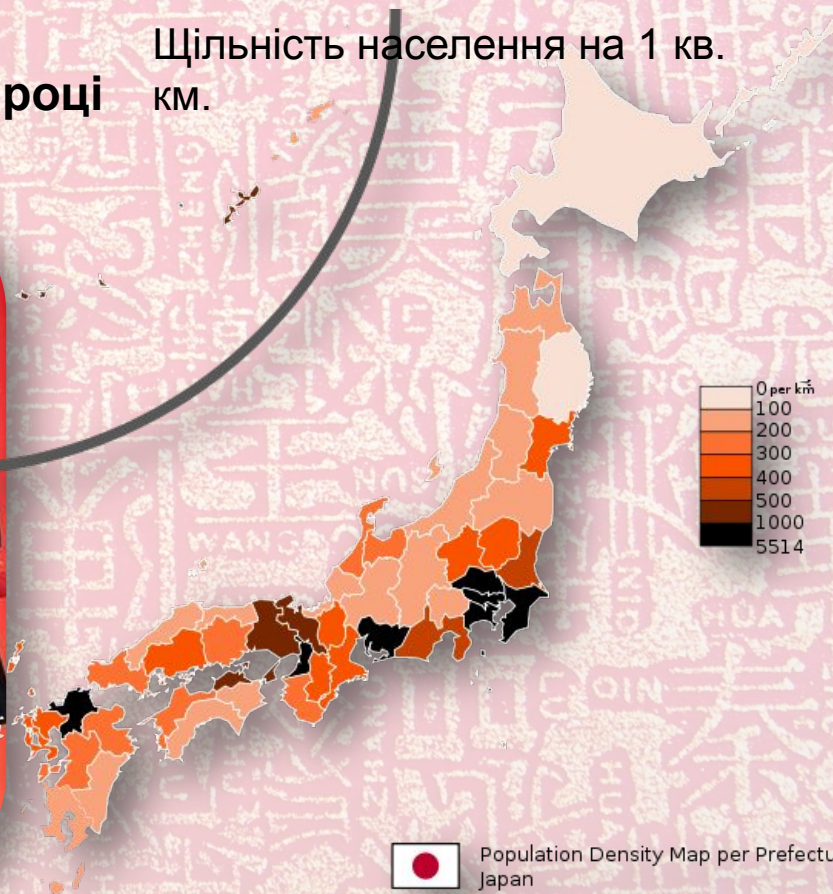 Щільність населення на 1 кв.
км.
році
0 per km²
100
200
300
400
500
1000
5514
Population Density Map per Prefectu
Japan